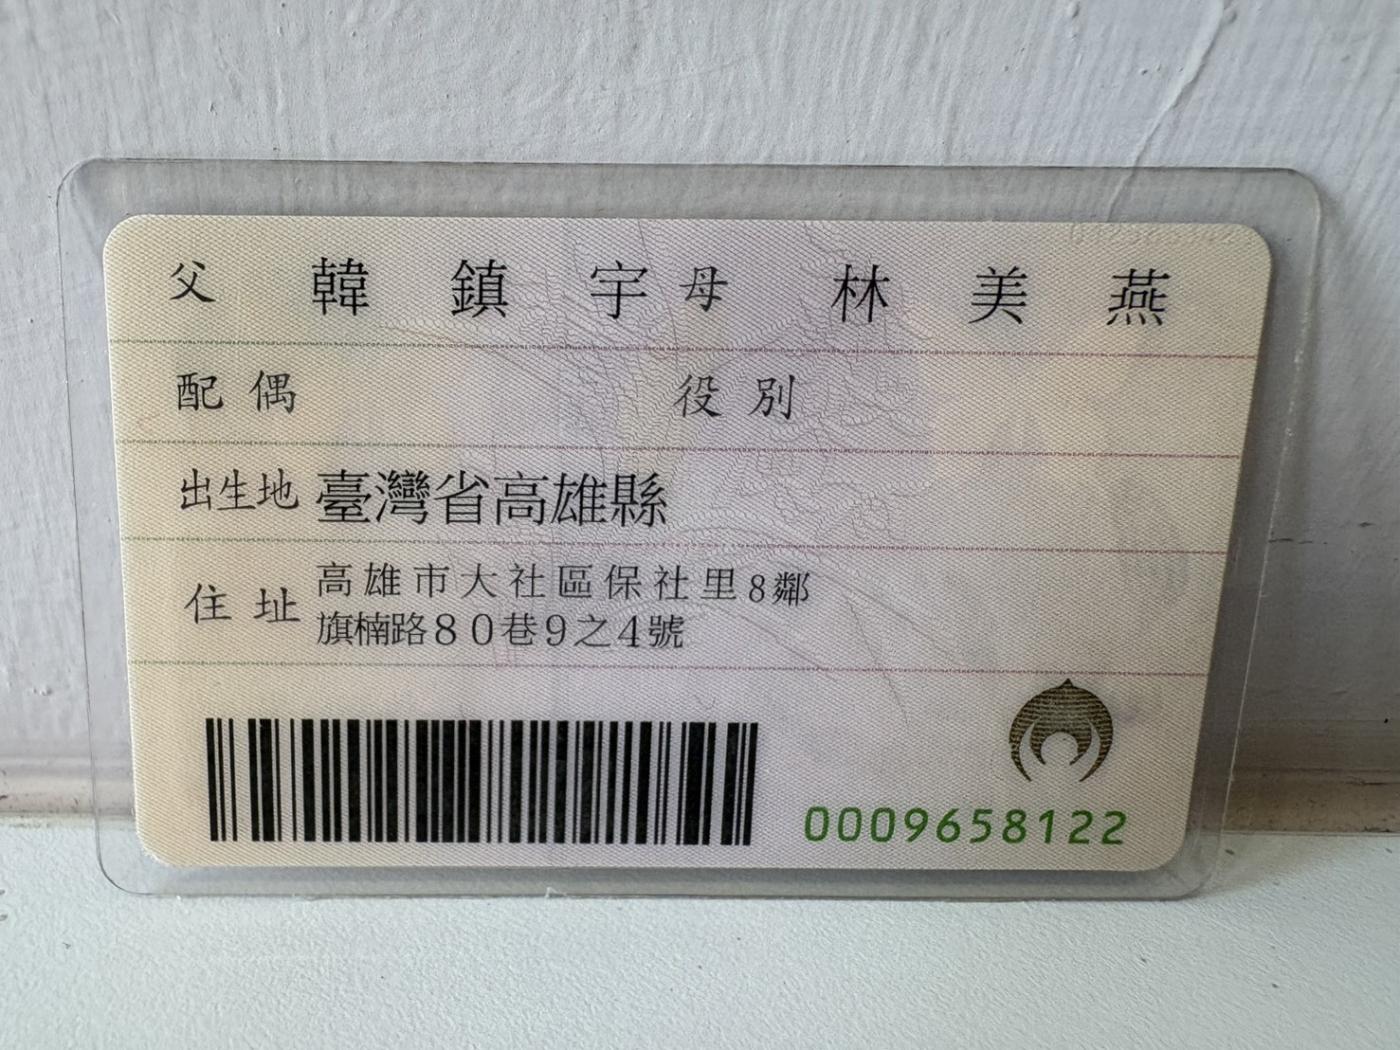 父 韓鎮宇 母 林美燕
配偶 役別
出生地 臺灣省高雄縣
住址 高雄市大社區保社里8鄰
旗楠路80巷9之4號
0009658122